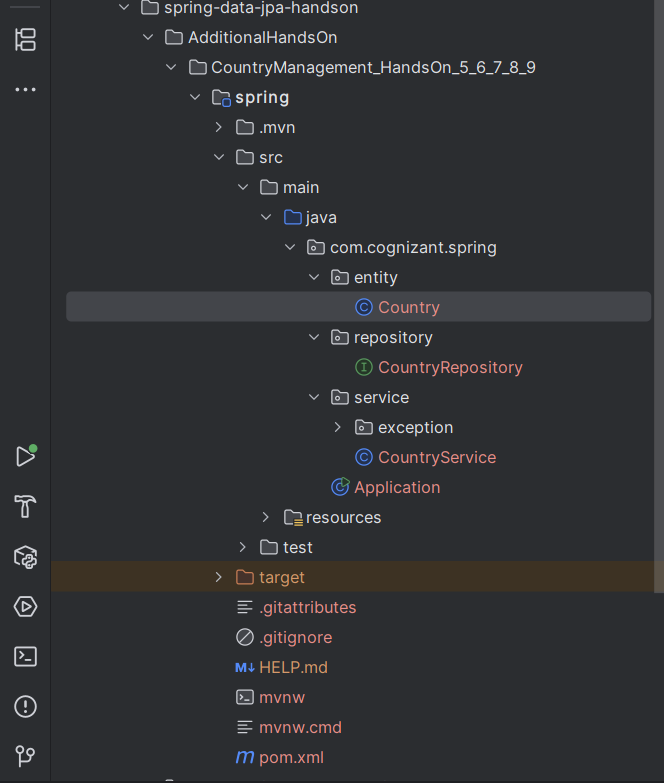 spring-data-jpa-handson
AdditionalHandsOn
CountryManagement_HandsOn_5_6_7_8_9
spring
.mvn
src
main
java
com.cognizant.spring
entity
Country
repository
CountryRepository
service
exception
CountryService
Application
resources
test
target
.gitattributes
.gitignore
HELP.md
mvnw
mvnw.cmd
pom.xml